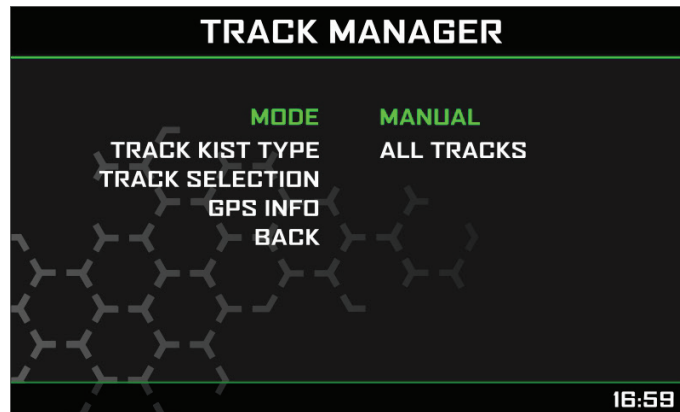 TRACK MANAGER
MODE MANUAL
TRACK KIST TYPE ALL TRACKS
TRACK SELECTION
GPS INFO
BACK
16:59